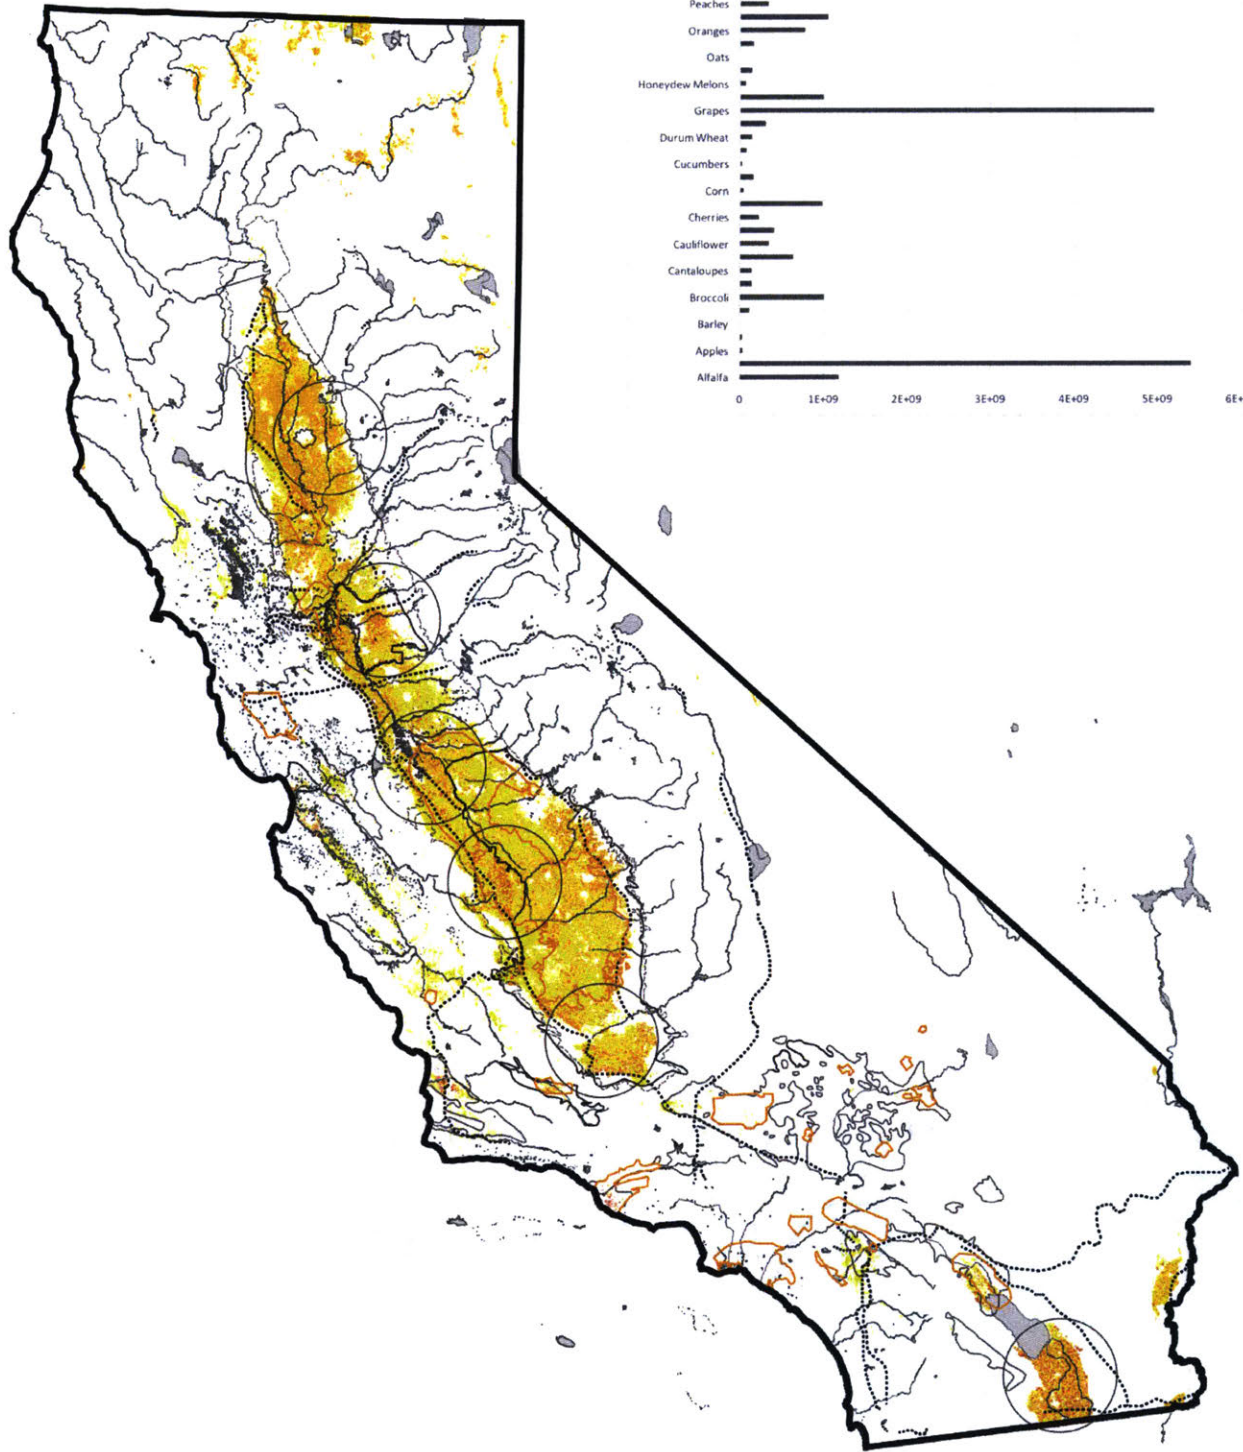 Peaches
Oranges
Oats
Honeydew Melons
Grapes
Durum Wheat
Cucumbers
Corn
Cherries
Cauliflower
Cantaloupes
Broccoli
Barley
Apples
Alfalfa
0 1E+09 2E+09 3E+09 4E+09 5E+09 6E+